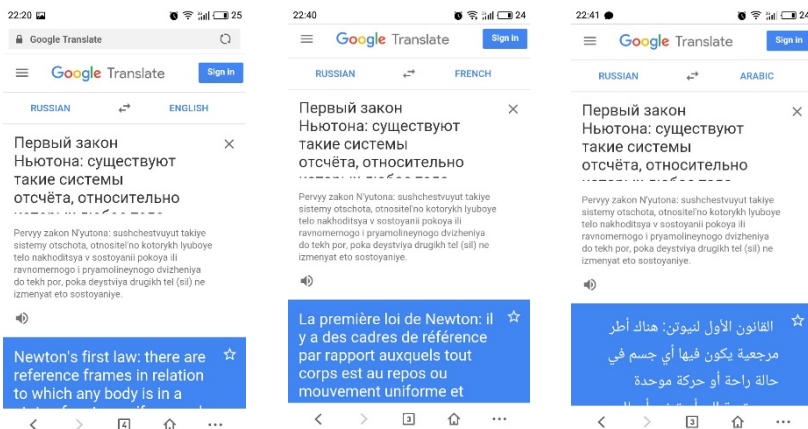 22:20
25
Google Translate
Google Translate
Sign in
RUSSIAN
ENGLISH
Первый закон
Ньютона: существуют
такие системы
отсчёта, относительно
Pervyy zakon N'yutona: sushchestvuyut takiye
sistemy otschota, otnositel'no kotorykh lyuboye
telo nakhoditsya v sostoyanii pokoya ili
ravnomernogo i pryamolineynogo dvizheniya
do tekh por, poka deystviya drugikh tel (sil) ne
izmenyat eto sostoyaniye.
Newton's first law: there are
reference frames in relation
to which any body is in a
4
22:40
24
Google Translate
Sign in
RUSSIAN
FRENCH
Первый закон
Ньютона: существуют
такие системы
отсчёта, относительно
Pervyy zakon N'yutona: sushchestvuyut takiye
sistemy otschota, otnositel'no kotorykh lyuboye
telo nakhoditsya v sostoyanii pokoya ili
ravnomernogo i pryamolineynogo dvizheniya
do tekh por, poka deystviya drugikh tel (sil) ne
izmenyat eto sostoyaniye.
La première loi de Newton: il
y a des cadres de référence
par rapport auxquels tout
corps est au repos ou
mouvement uniforme et
3
22:41
24
Google Translate
Sign in
RUSSIAN
ARABIC
Первый закон
Ньютона: существуют
такие системы
отсчёта, относительно
Pervyy zakon N'yutona: sushchestvuyut takiye
sistemy otschota, otnositel'no kotorykh lyuboye
telo nakhoditsya v sostoyanii pokoya ili
ravnomernogo i pryamolineynogo dvizheniya
do tekh por, poka deystviya drugikh tel (sil) ne
izmenyat eto sostoyaniye.
القانون الأول لنيوتن: هناك أطر
مرجعية يكون فيها أي جسم في
حالة راحة أو حركة موحدة
3